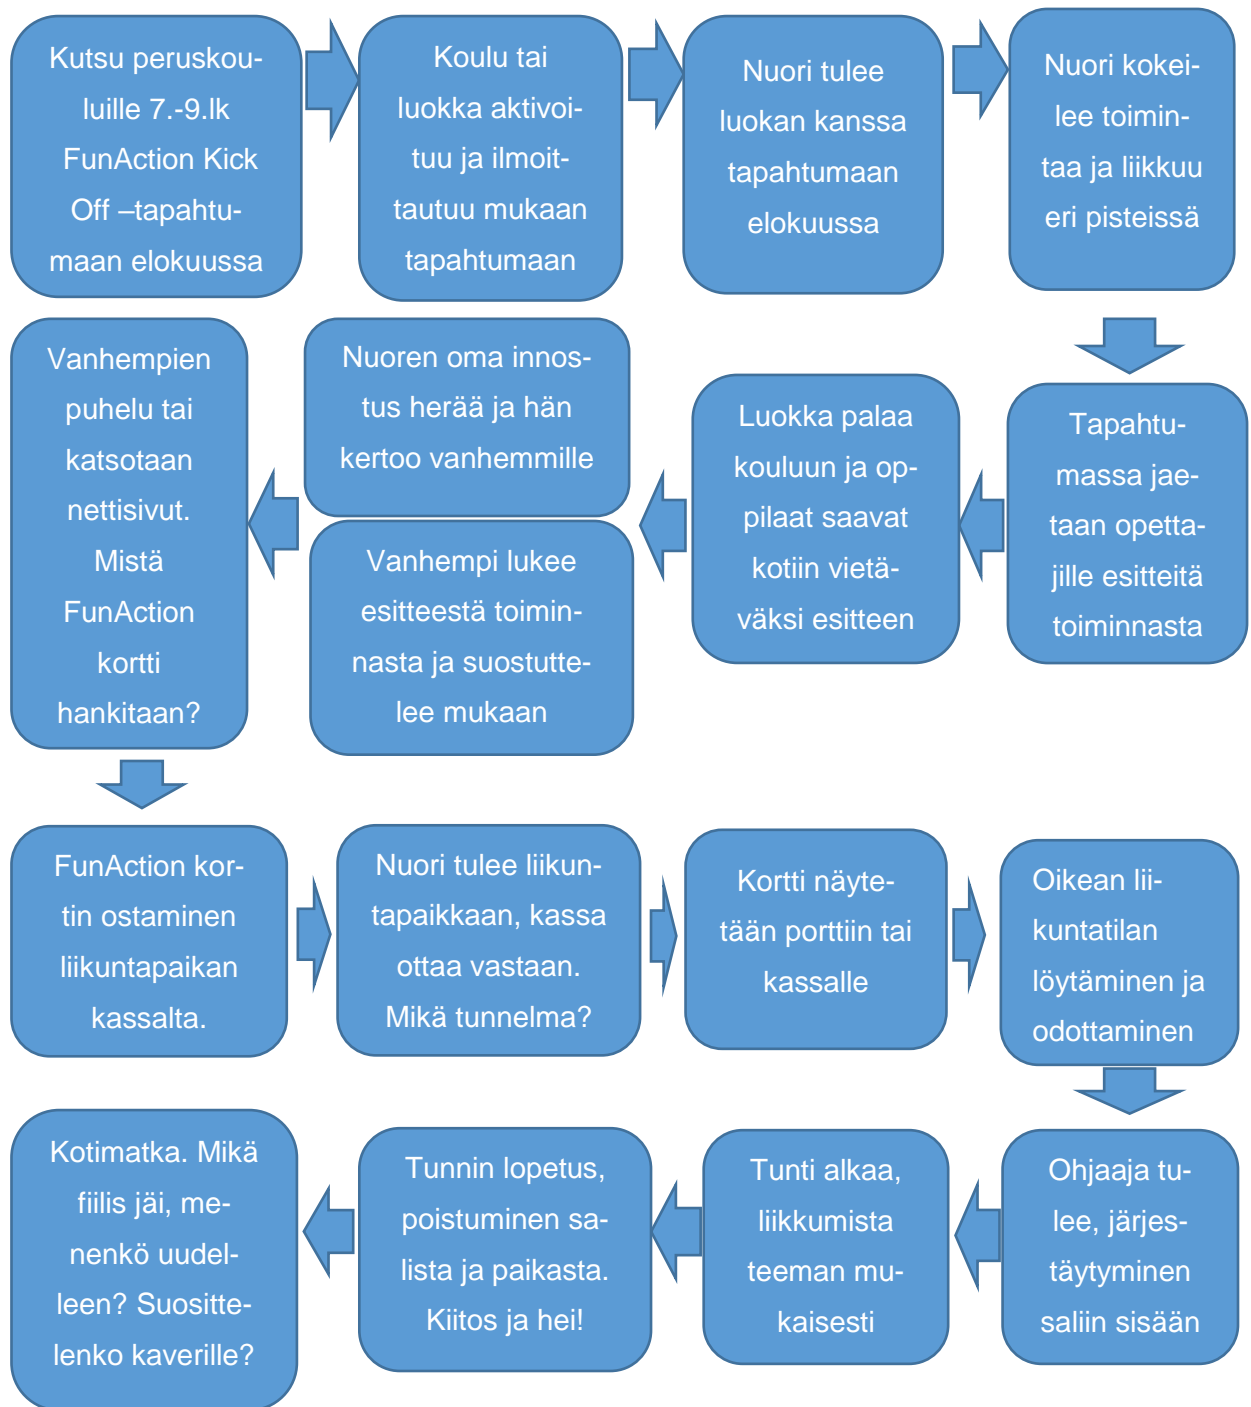 Kutsu peruskou-
luille 7.-9.lk
FunAction Kick
Off –tapahtu-
maan elokuussa
Koulu tai
luokka aktivoi-
tuu ja ilmoit-
tautuu mukaan
tapahtumaan
Nuori tulee
luokan kanssa
tapahtumaan
elokuussa
Nuori kokei-
lee toimin-
taa ja liikkuu
eri pisteissä
Tapahtu-
massa jae-
taan opetta-
jille esitteitä
toiminnasta
Luokka palaa
kouluun ja op-
pilaat saavat
kotiin vietä-
väksi esitteen
Nuoren oma innos-
tus herää ja hän
kertoo vanhemmille
Vanhempi lukee
esitteestä toimin-
nasta ja suostutte-
lee mukaan
Vanhempien
puhelu tai
katsotaan
nettisivut.
Mistä
FunAction
kortti
hankitaan?
FunAction kor-
tin ostaminen
liikuntapaikan
kassalta.
Nuori tulee liikun-
tapaikkaan, kassa
ottaa vastaan.
Mikä tunnelma?
Kortti näyte-
tään porttiin tai
kassalle
Oikean lii-
kuntatilan
löytäminen ja
odottaminen
Ohjaaja tu-
lee, järjes-
täytyminen
saliin sisään
Tunti alkaa,
liikkumista
teeman mu-
kaisesti
Tunnin lopetus,
poistuminen sa-
lista ja paikasta.
Kiitos ja hei!
Kotimatka. Mikä
fiilis jäi, me-
nenkö uudel-
leen? Suositte-
lenko kaverille?